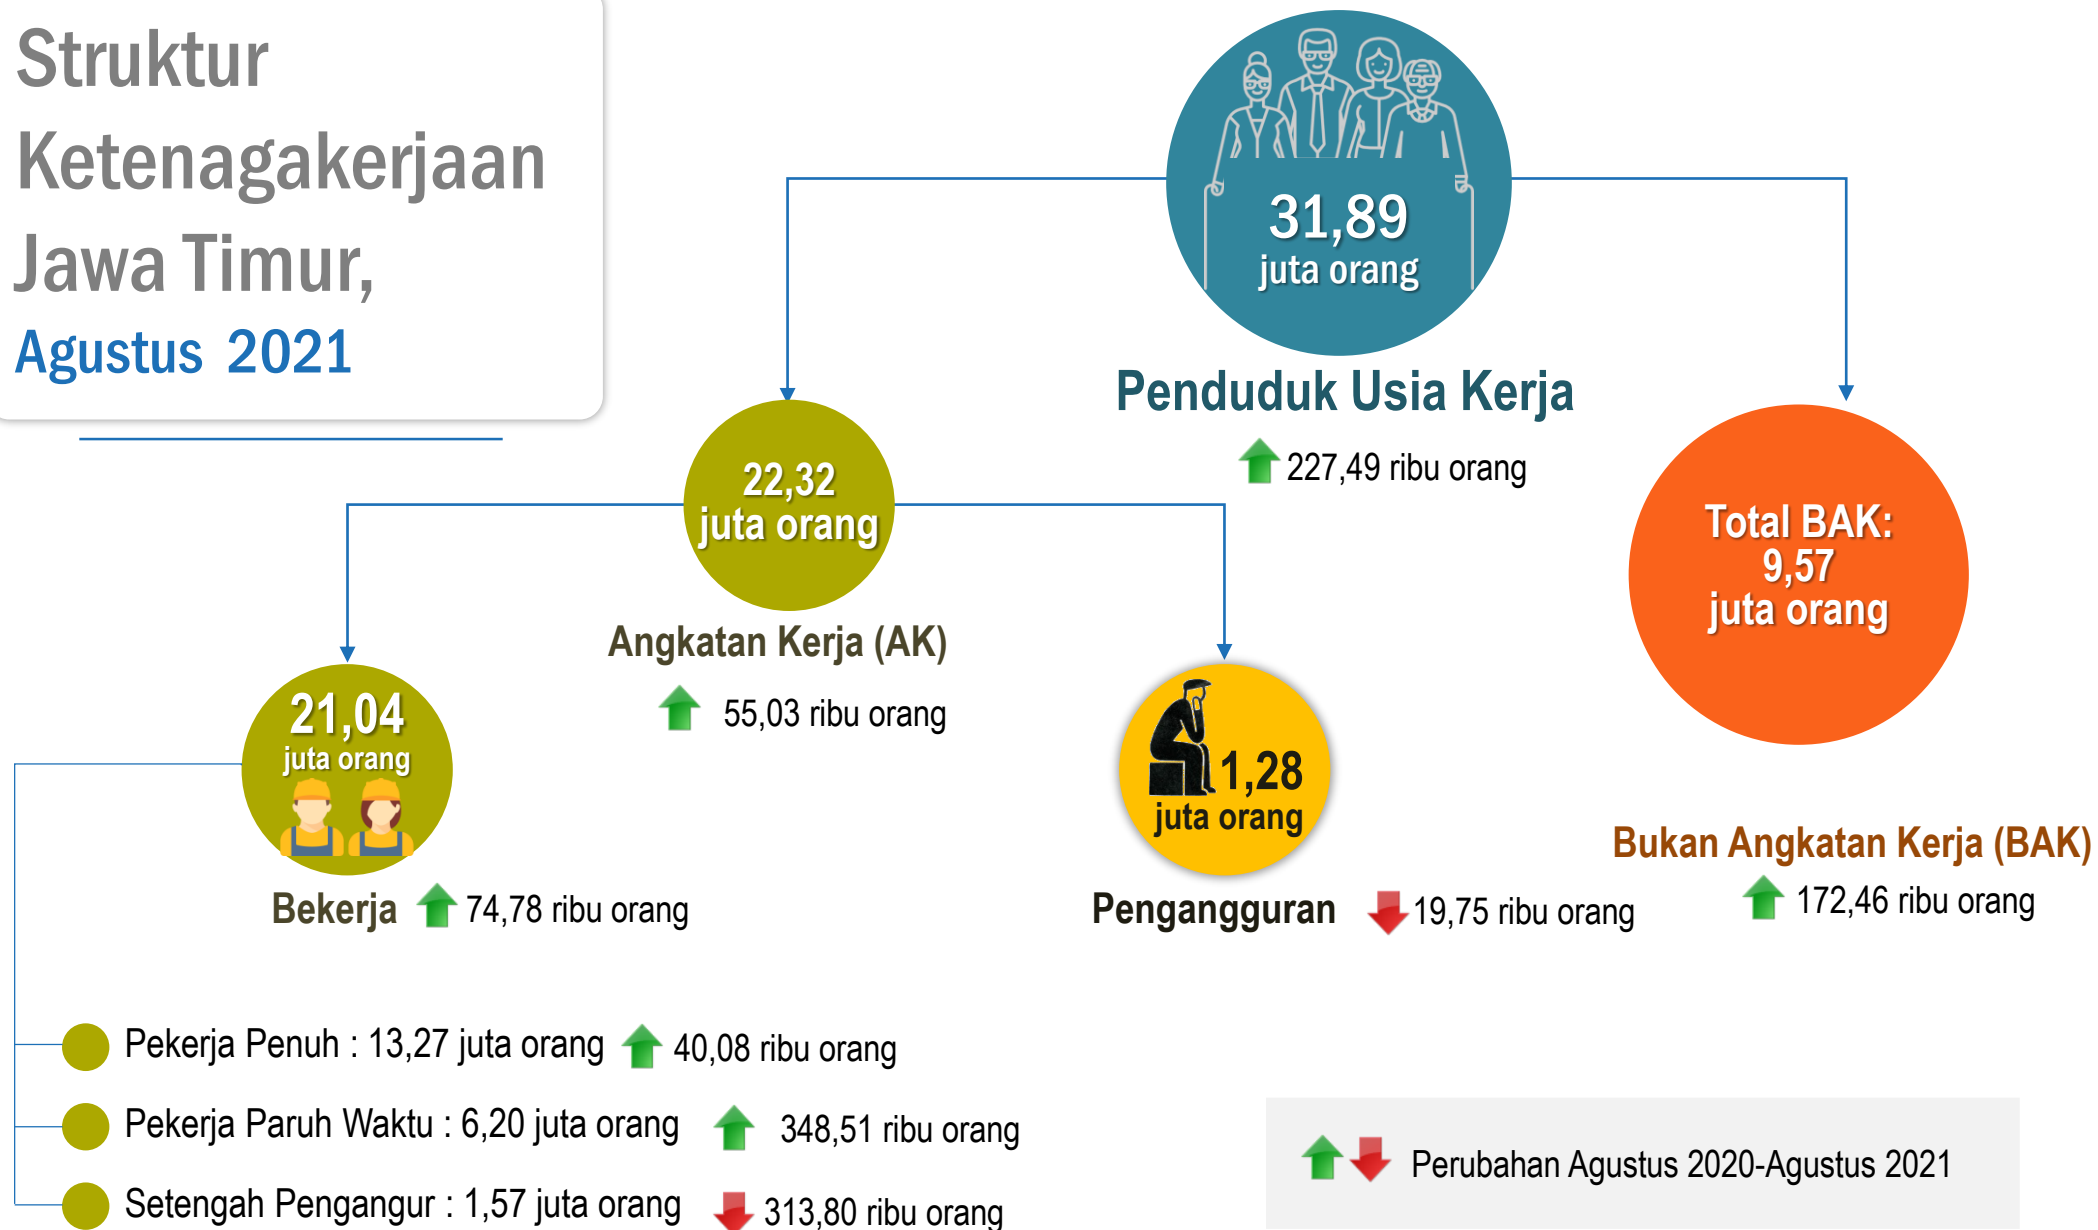 Struktur
Ketenagakerjaan
Jawa Timur,
Agustus 2021
31,89
juta orang
Penduduk Usia Kerja
227,49 ribu orang
22,32
juta orang
Angkatan Kerja (AK)
55,03 ribu orang
Total BAK:
9,57
juta orang
Bukan Angkatan Kerja (BAK)
172,46 ribu orang
21,04
juta orang
Bekerja
74,78 ribu orang
1,28
juta orang
Pengangguran
19,75 ribu orang
Pekerja Penuh : 13,27 juta orang
40,08 ribu orang
Pekerja Paruh Waktu : 6,20 juta orang
348,51 ribu orang
Setengah Pengangur : 1,57 juta orang
313,80 ribu orang
Perubahan Agustus 2020-Agustus 2021